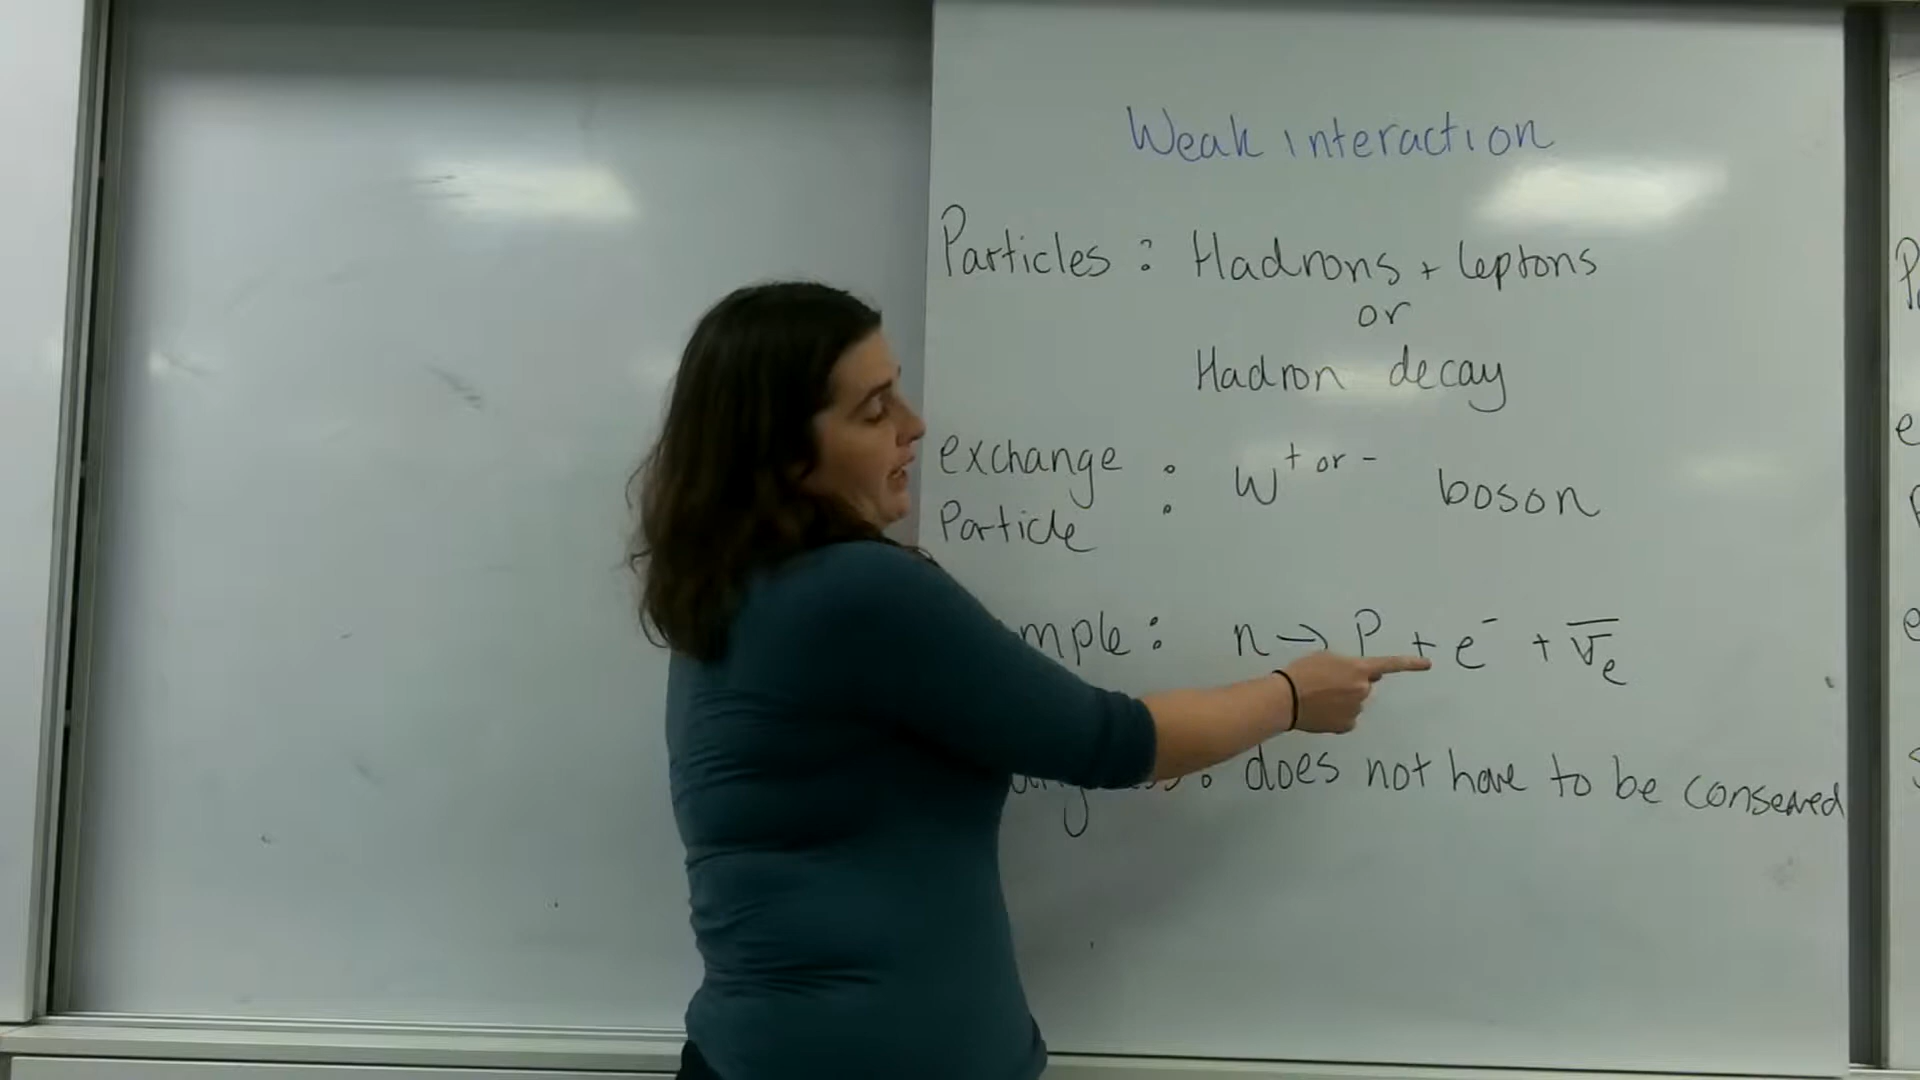 Weak interaction
Particles : Hadrons + leptons
or
Hadron decay
exchange
Particle : W + or - boson
mple : n → P + e⁻ + ν̅e
: does not have to be conserved